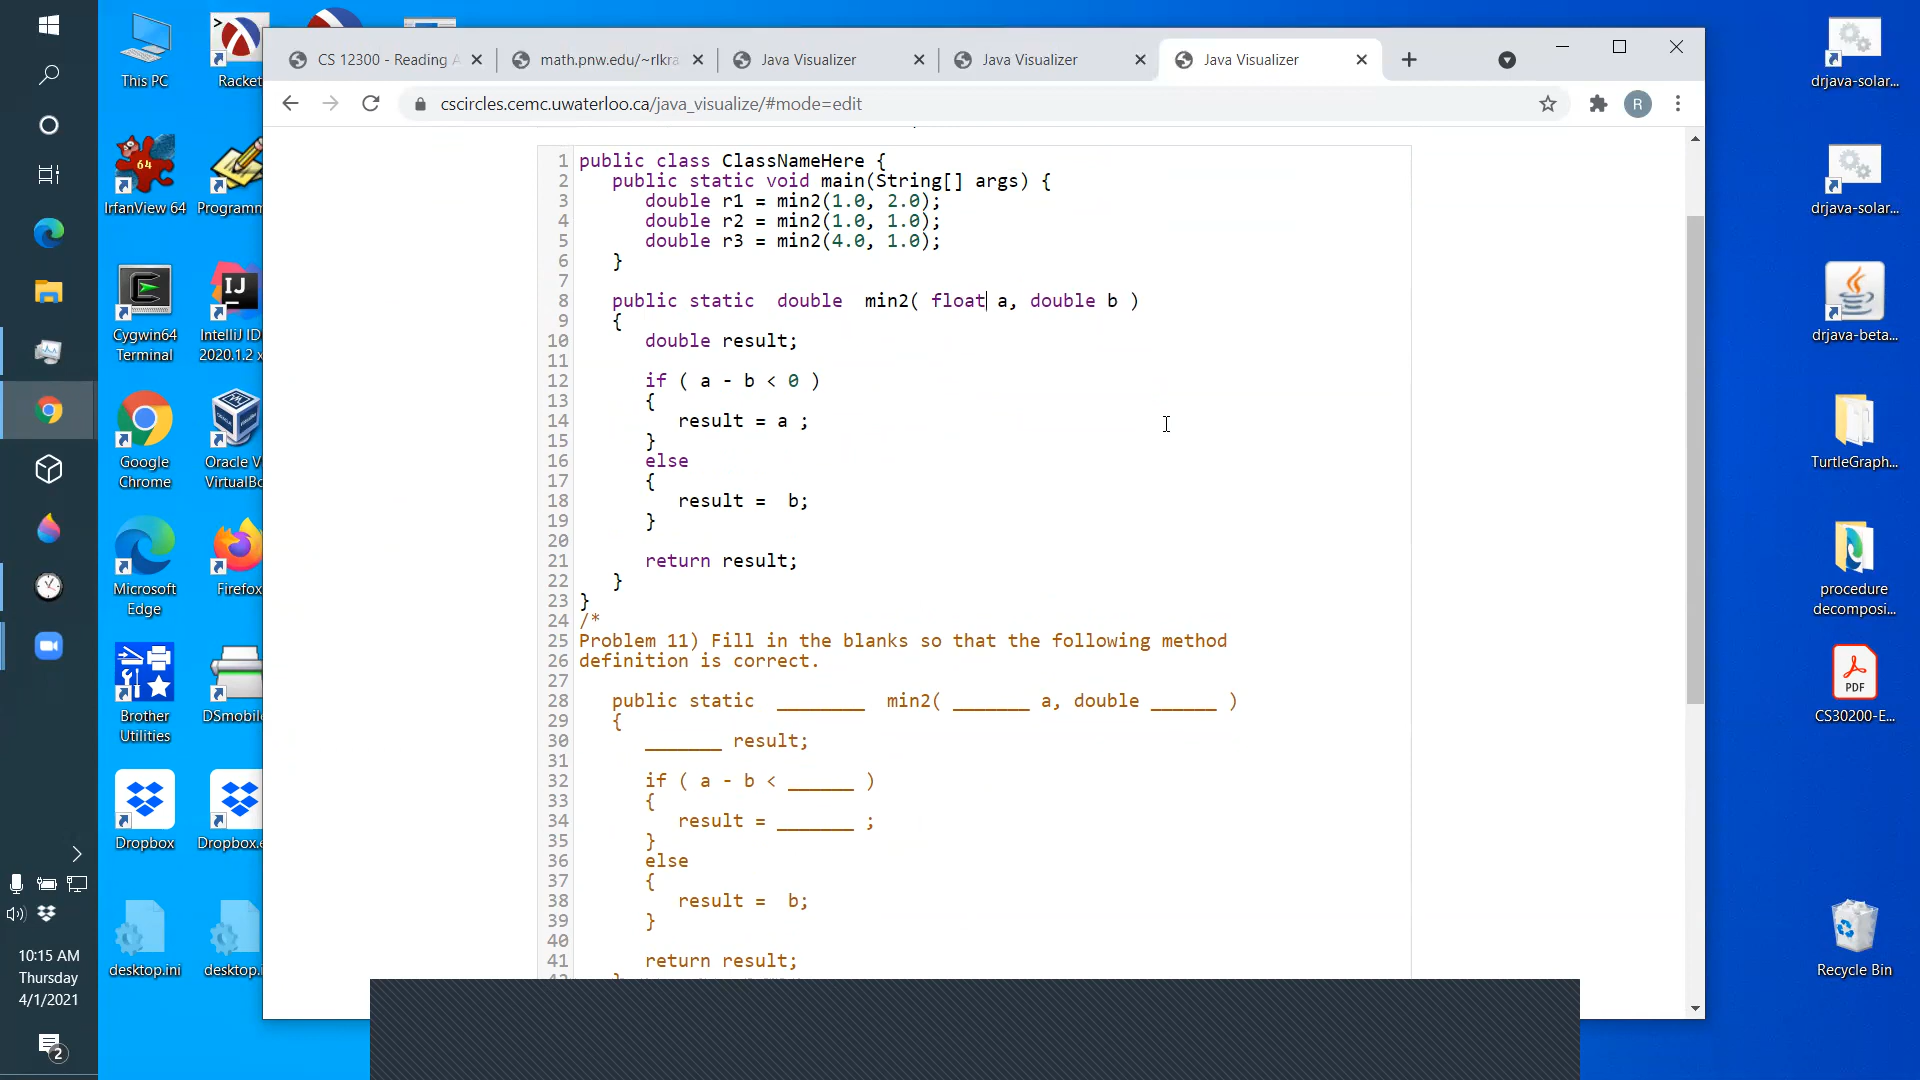 This PC
Racket
IrfanView 64
Programm
Cygwin64
Terminal
IntelliJ ID
2020.1.2 x
Google
Chrome
Oracle V
VirtualBo
Microsoft
Edge
Firefox
Brother
Utilities
DSmobil
Dropbox
Dropbox.e
desktop.ini
desktop.i
10:15 AM
Thursday
4/1/2021
2
CS 12300 - Reading A
math.pnw.edu/~rlkra
Java Visualizer
Java Visualizer
Java Visualizer
cscircles.cemc.uwaterloo.ca/java_visualize/#mode=edit
R
1 public class ClassNameHere {
2    public static void main(String[] args) {
3       double r1 = min2(1.0, 2.0);
4       double r2 = min2(1.0, 1.0);
5       double r3 = min2(4.0, 1.0);
6    }
7
8    public static  double  min2( float a, double b )
9    {
10       double result;
11
12       if ( a - b < 0 )
13       {
14          result = a ;
15       }
16       else
17       {
18          result =  b;
19       }
20
21       return result;
22    }
23 }
24 /*
25 Problem 11) Fill in the blanks so that the following method
26 definition is correct.
27
28    public static  ________  min2( _______ a, double ______ )
29    {
30       _______ result;
31
32       if ( a - b < ______ )
33       {
34          result = _______ ;
35       }
36       else
37       {
38          result =  b;
39       }
40
41       return result;
drjava-solar...
drjava-solar...
drjava-beta...
TurtleGraph...
procedure
decomposi...
PDF
CS30200-E...
Recycle Bin